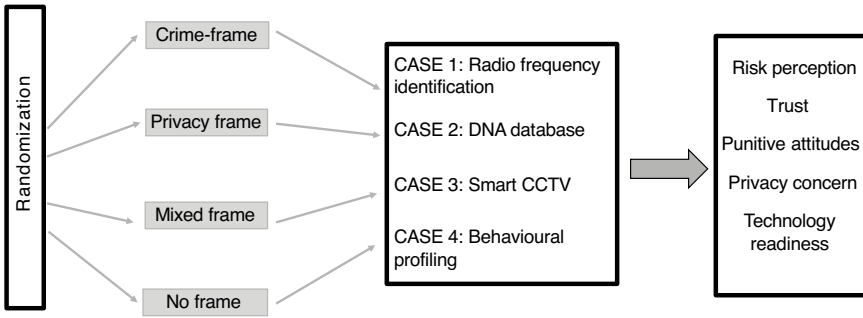 Randomization
Crime-frame
Privacy frame
Mixed frame
No frame
CASE 1: Radio frequency
identification
CASE 2: DNA database
CASE 3: Smart CCTV
CASE 4: Behavioural
profiling
Risk perception
Trust
Punitive attitudes
Privacy concern
Technology
readiness